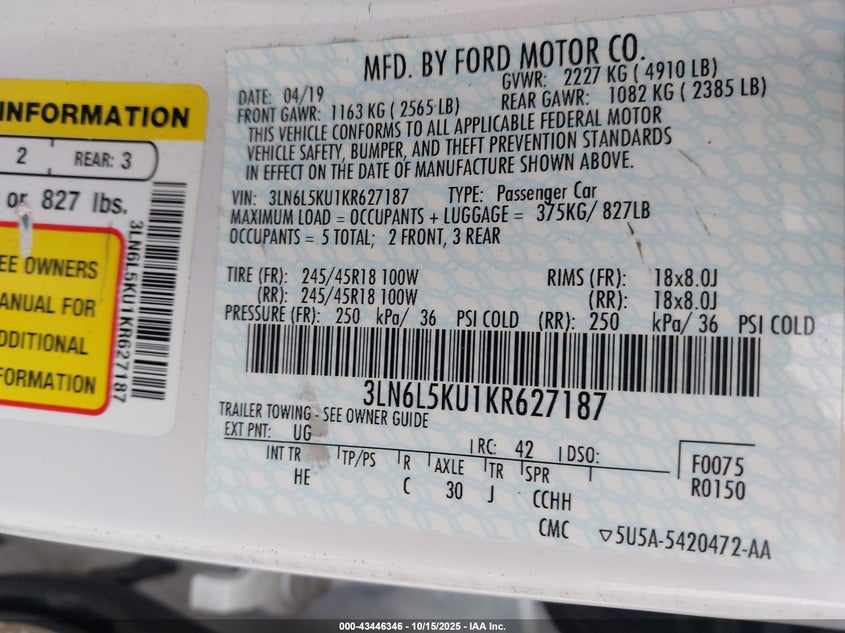 INFORMATION
2 REAR: 3
or 827 lbs.
EE OWNERS
ANUAL FOR
DDITIONAL
FORMATION
3LN6L5KU1KR627187
MFD. BY FORD MOTOR CO.
DATE: 04/19 GVWR: 2227 KG ( 4910 LB)
FRONT GAWR: 1163 KG ( 2565 LB) REAR GAWR: 1082 KG ( 2385 LB)
THIS VEHICLE CONFORMS TO ALL APPLICABLE FEDERAL MOTOR
VEHICLE SAFETY, BUMPER, AND THEFT PREVENTION STANDARDS
IN EFFECT ON THE DATE OF MANUFACTURE SHOWN ABOVE.
VIN: 3LN6L5KU1KR627187 TYPE: Passenger Car
MAXIMUM LOAD = OCCUPANTS + LUGGAGE = 375KG/ 827LB
OCCUPANTS = 5 TOTAL; 2 FRONT, 3 REAR
TIRE (FR): 245/45R18 100W RIMS (FR): 18x8.0J
(RR): 245/45R18 100W (RR): 18x8.0J
PRESSURE (FR): 250 kPa/ 36 PSI COLD (RR): 250 kPa/ 36 PSI COLD
3LN6L5KU1KR627187
TRAILER TOWING - SEE OWNER GUIDE
EXT PNT: UG RC: 42 DSO:
INT TR TP/PS R AXLE TR SPR
HE C 30 J CCHH
F0075
R0150
CMC ▽5U5A-5420472-AA
000-43446346 - 10/15/2025 - IAA Inc.